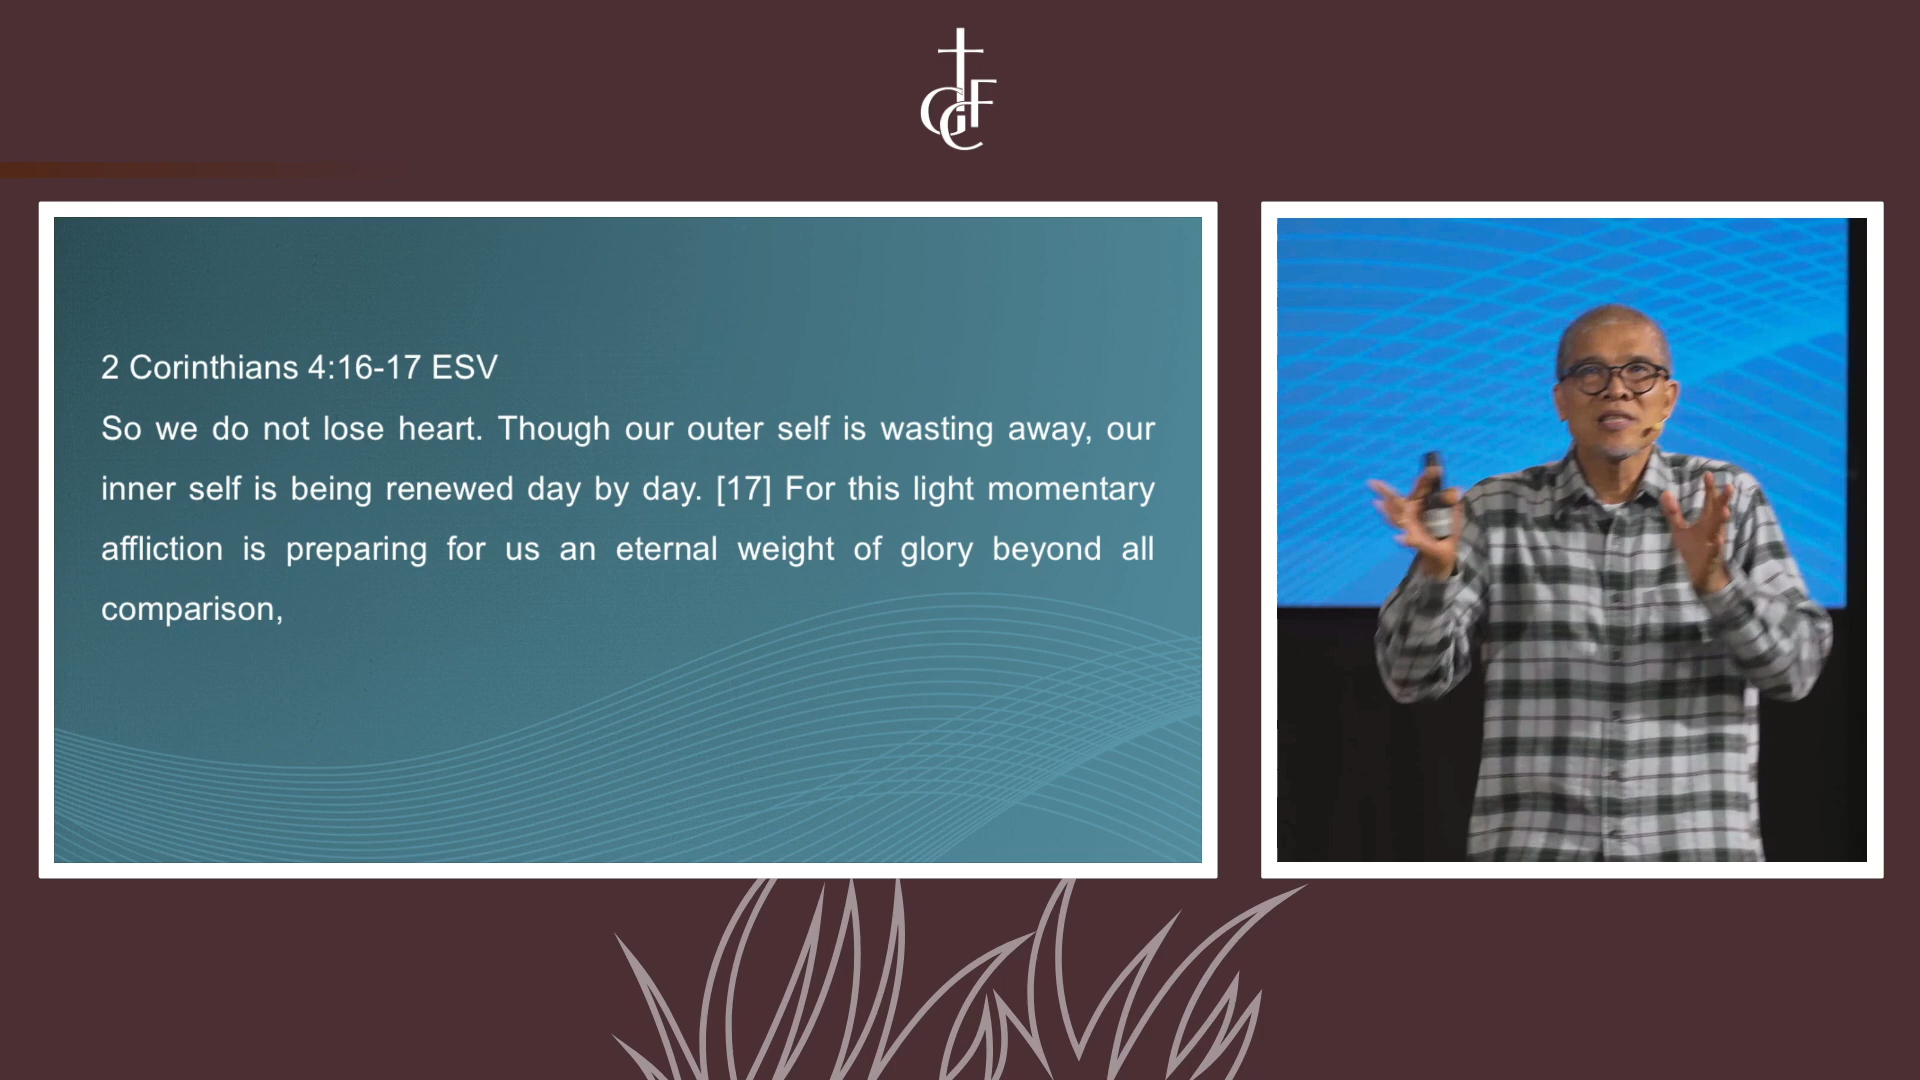 GCF
2 Corinthians 4:16-17 ESV
So we do not lose heart. Though our outer self is wasting away, our
inner self is being renewed day by day. [17] For this light momentary
affliction is preparing for us an eternal weight of glory beyond all
comparison,